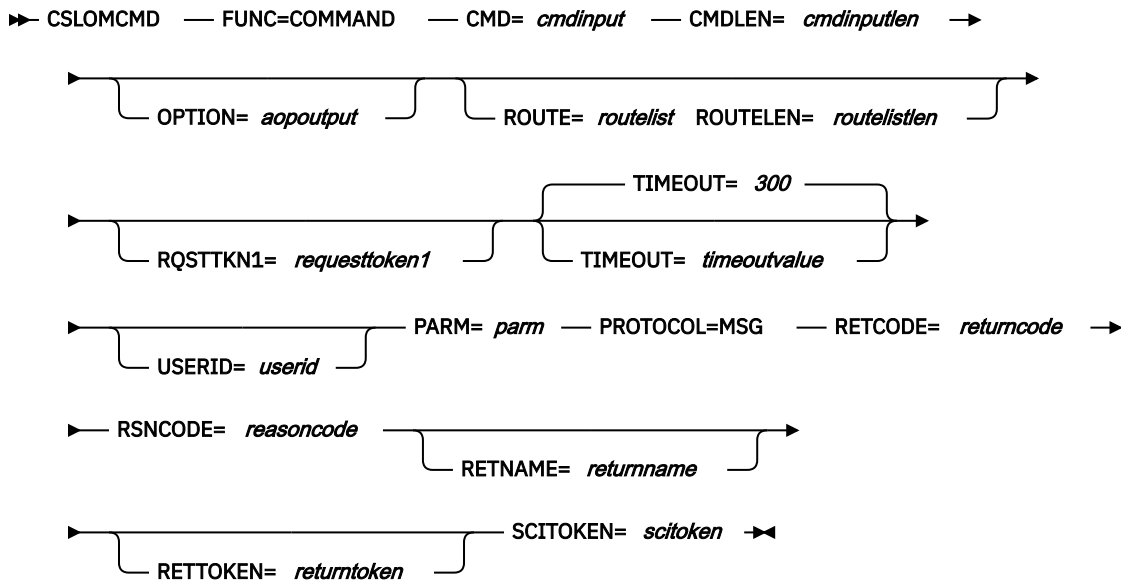 CSLOMCMD FUNC=COMMAND CMD= cmdinput CMDLEN= cmdinputlen
OPTION= aopoutput ROUTE= routelist ROUTELEN= routelistlen
TIMEOUT= 300
RQSTTKN1= requesttoken1 TIMEOUT= timeoutvalue
PARM= parm PROTOCOL=MSG RETCODE= returncode
USERID= userid
RSNCODE= reasoncode
RETNAME= returnname
SCITOKEN= scitoken
RETTOKEN= returntoken